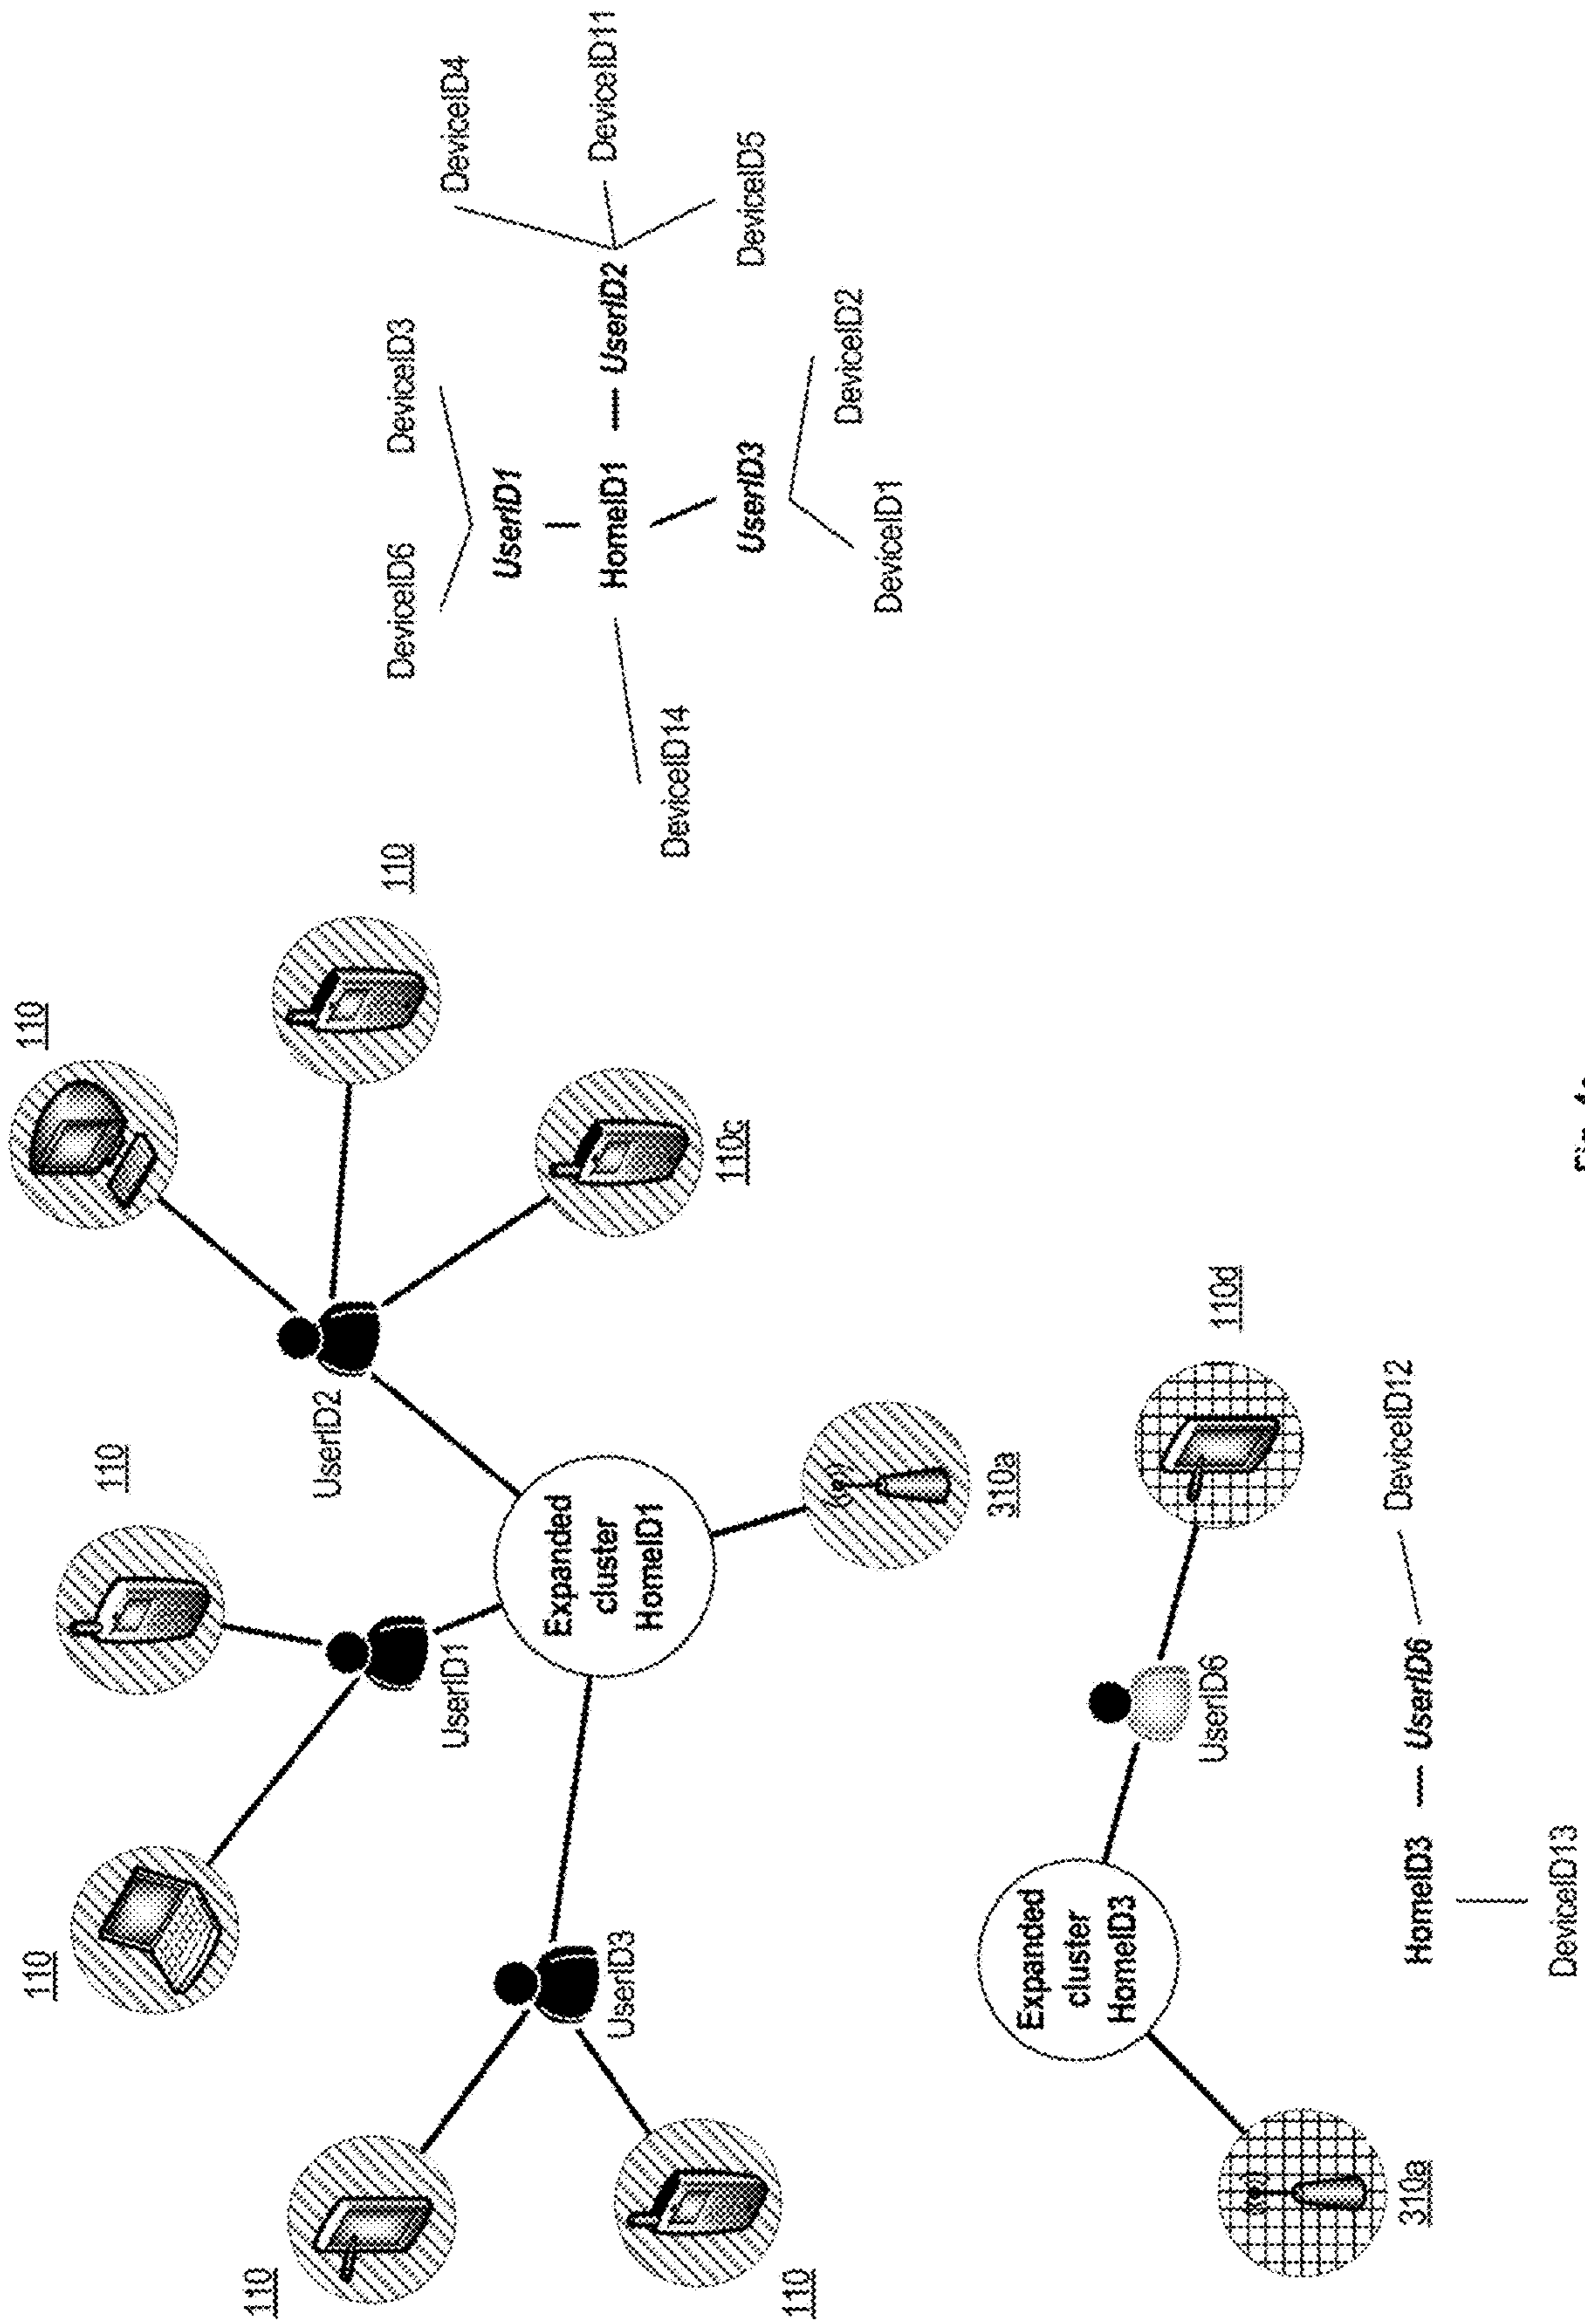 110
110
110
110
UserID2
110
UserID1
Expanded
cluster
HomeID1
UserID3
110c
110
310a
DeviceID6 DeviceID3
DeviceID4
UserID1
HomeID1 UserID2 DeviceID11
DeviceID14
UserID3
DeviceID5
DeviceID2
DeviceID1
Expanded
cluster
HomeID3
UserID6
110d
310a
HomeID3 UserID6 DeviceID12
DeviceID13
Fig.